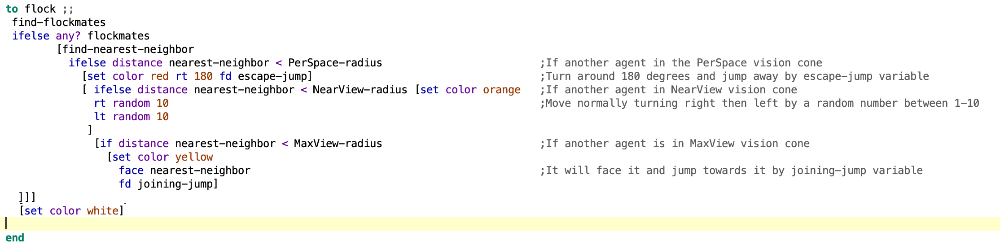 to flock ;;
find-flockmates
ifelse any? flockmates
[find-nearest-neighbor
ifelse distance nearest-neighbor < PerSpace-radius ;If another agent in the PerSpace vision cone
[set color red rt 180 fd escape-jump] ;Turn around 180 degrees and jump away by escape-jump variable
[ ifelse distance nearest-neighbor < NearView-radius [set color orange ;If another agent in NearView vision cone
rt random 10 ;Move normally turning right then left by a random number between 1-10
lt random 10
]
[if distance nearest-neighbor < MaxView-radius ;If another agent is in MaxView vision cone
[set color yellow
face nearest-neighbor ;It will face it and jump towards it by joining-jump variable
fd joining-jump]
]]]
[set color white]
end